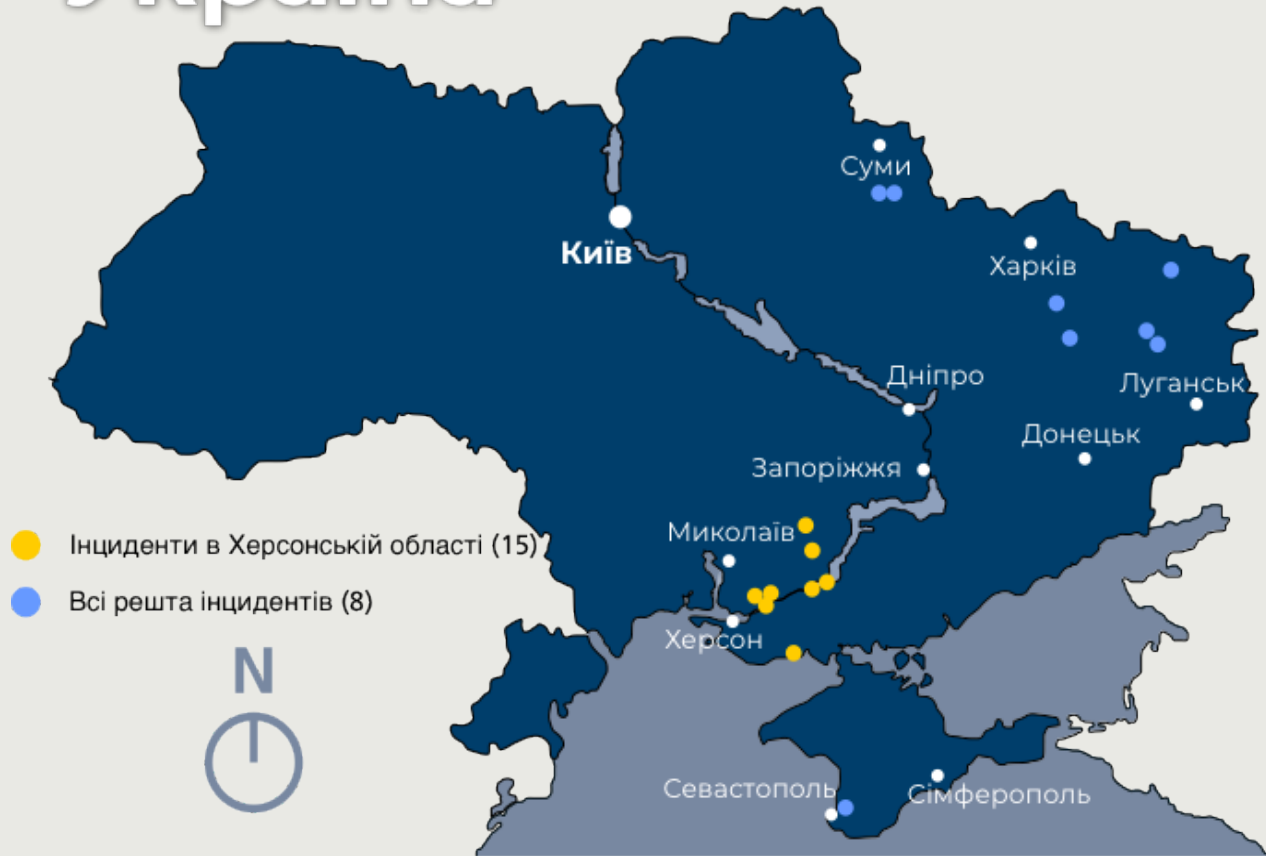 Україна
Суми
Київ
Харків
Дніпро
Луганськ
Донецьк
Запоріжжя
Миколаїв
Інциденти в Херсонській області (15)
Всі решта інцидентів (8)
Херсон
N
Севастополь
Сімферополь